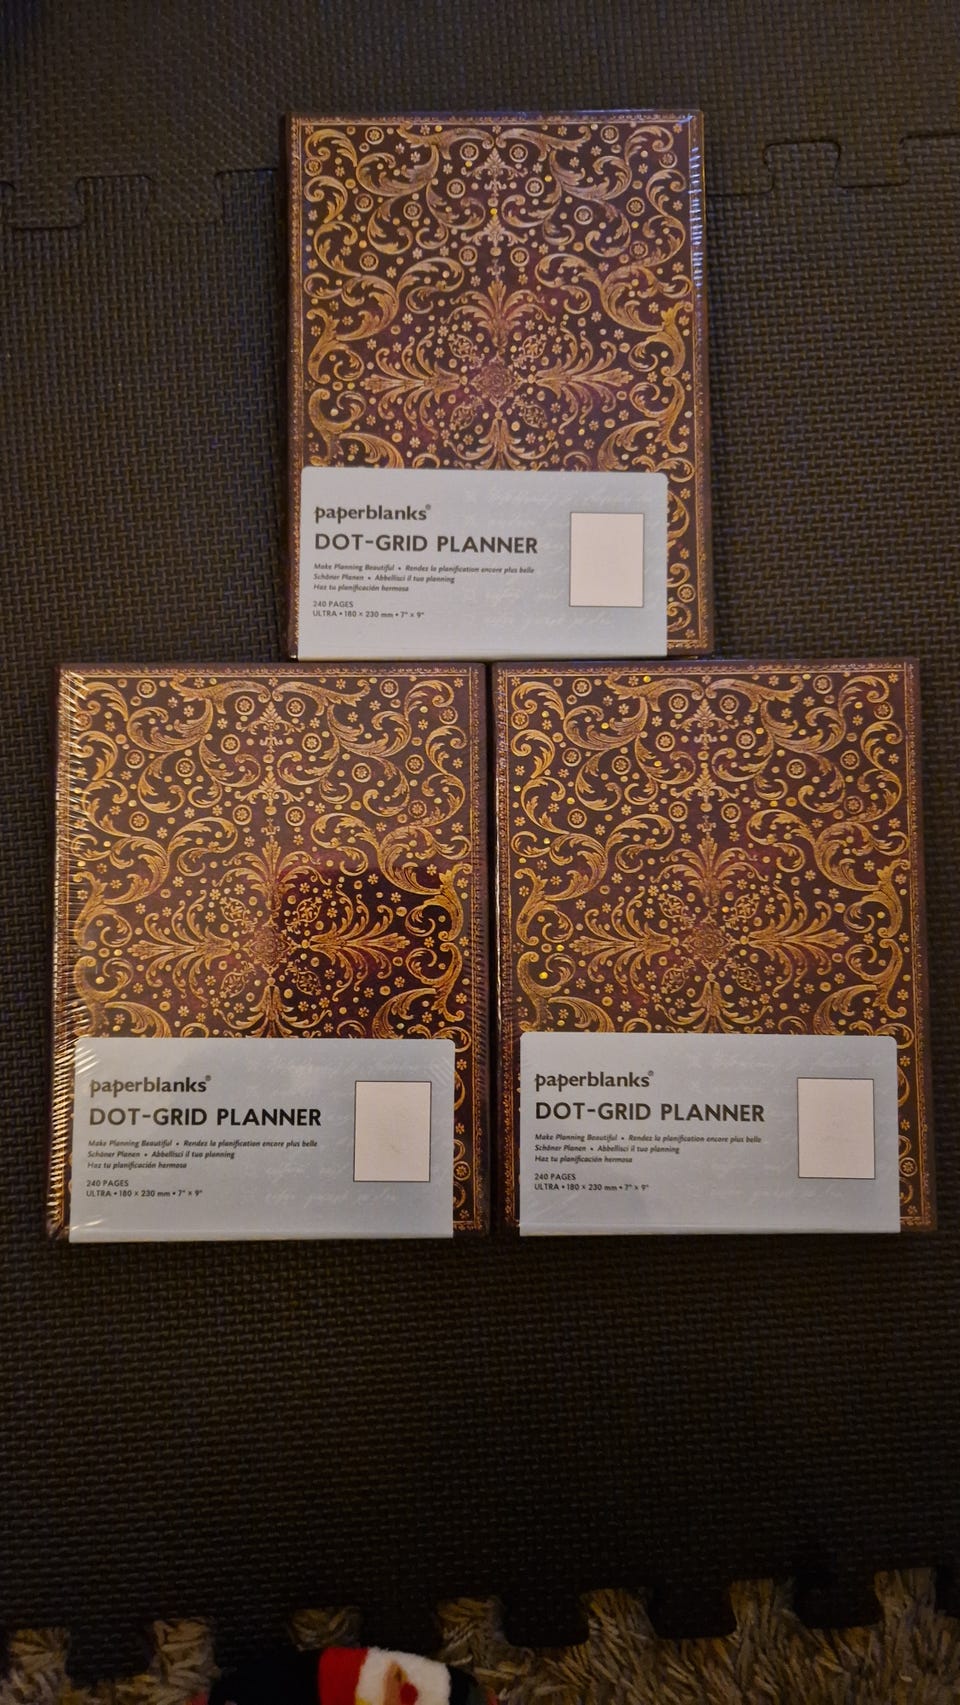 paperblanks®
DOT-GRID PLANNER
Make Planning Beautiful • Rendez la planification encore plus belle
Schöner Planen • Abbellisci il tuo planning
Haz tu planificación hermosa
240 PAGES
ULTRA • 180 × 230 mm • 7" × 9"
paperblanks®
DOT-GRID PLANNER
Make Planning Beautiful • Rendez la planification encore plus belle
Schöner Planen • Abbellisci il tuo planning
Haz tu planificación hermosa
240 PAGES
ULTRA • 180 × 230 mm • 7" × 9"
paperblanks®
DOT-GRID PLANNER
Make Planning Beautiful • Rendez la planification encore plus belle
Schöner Planen • Abbellisci il tuo planning
Haz tu planificación hermosa
240 PAGES
ULTRA • 180 × 230 mm • 7" × 9"